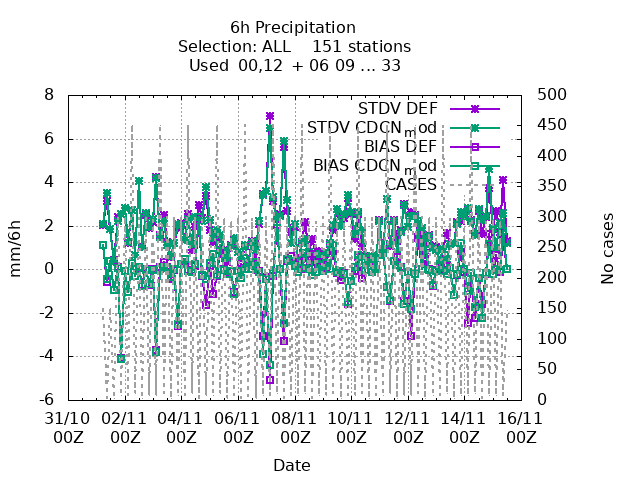 6h Precipitation
Selection: ALL    151 stations
Used  00,12  + 06 09 ... 33
STDV DEF
STDV CDCN_mod
BIAS DEF
BIAS CDCN_mod
CASES
8
6
4
2
0
-2
-4
-6
500
450
400
350
300
250
200
150
100
50
0
mm/6h
No cases
31/10 02/11 04/11 06/11 08/11 10/11 12/11 14/11 16/11
00Z 00Z 00Z 00Z 00Z 00Z 00Z 00Z 00Z
Date